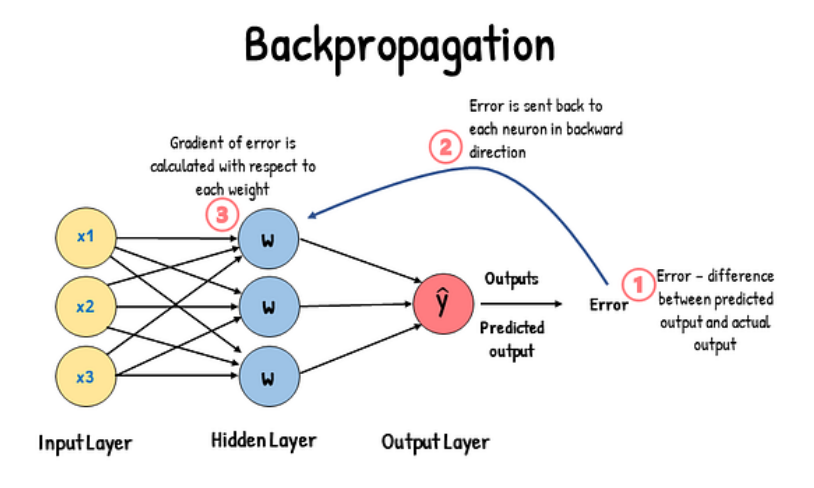 Backpropagation
Error is sent back to
each neuron in backward
direction
2
Gradient of error is
calculated with respect to
each weight
3
x1
w
x2
w
x3
w
ŷ
Outputs
Predicted
output
Error
1
Error - difference
between predicted
output and actual
output
Input Layer
Hidden Layer
Output Layer